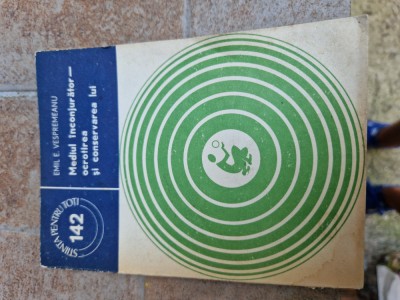 EMIL E. VESPREMEANU
Mediul înconjurător —
ocrotirea
și conservarea lui
ȘTIINȚA PENTRU TOȚI
142